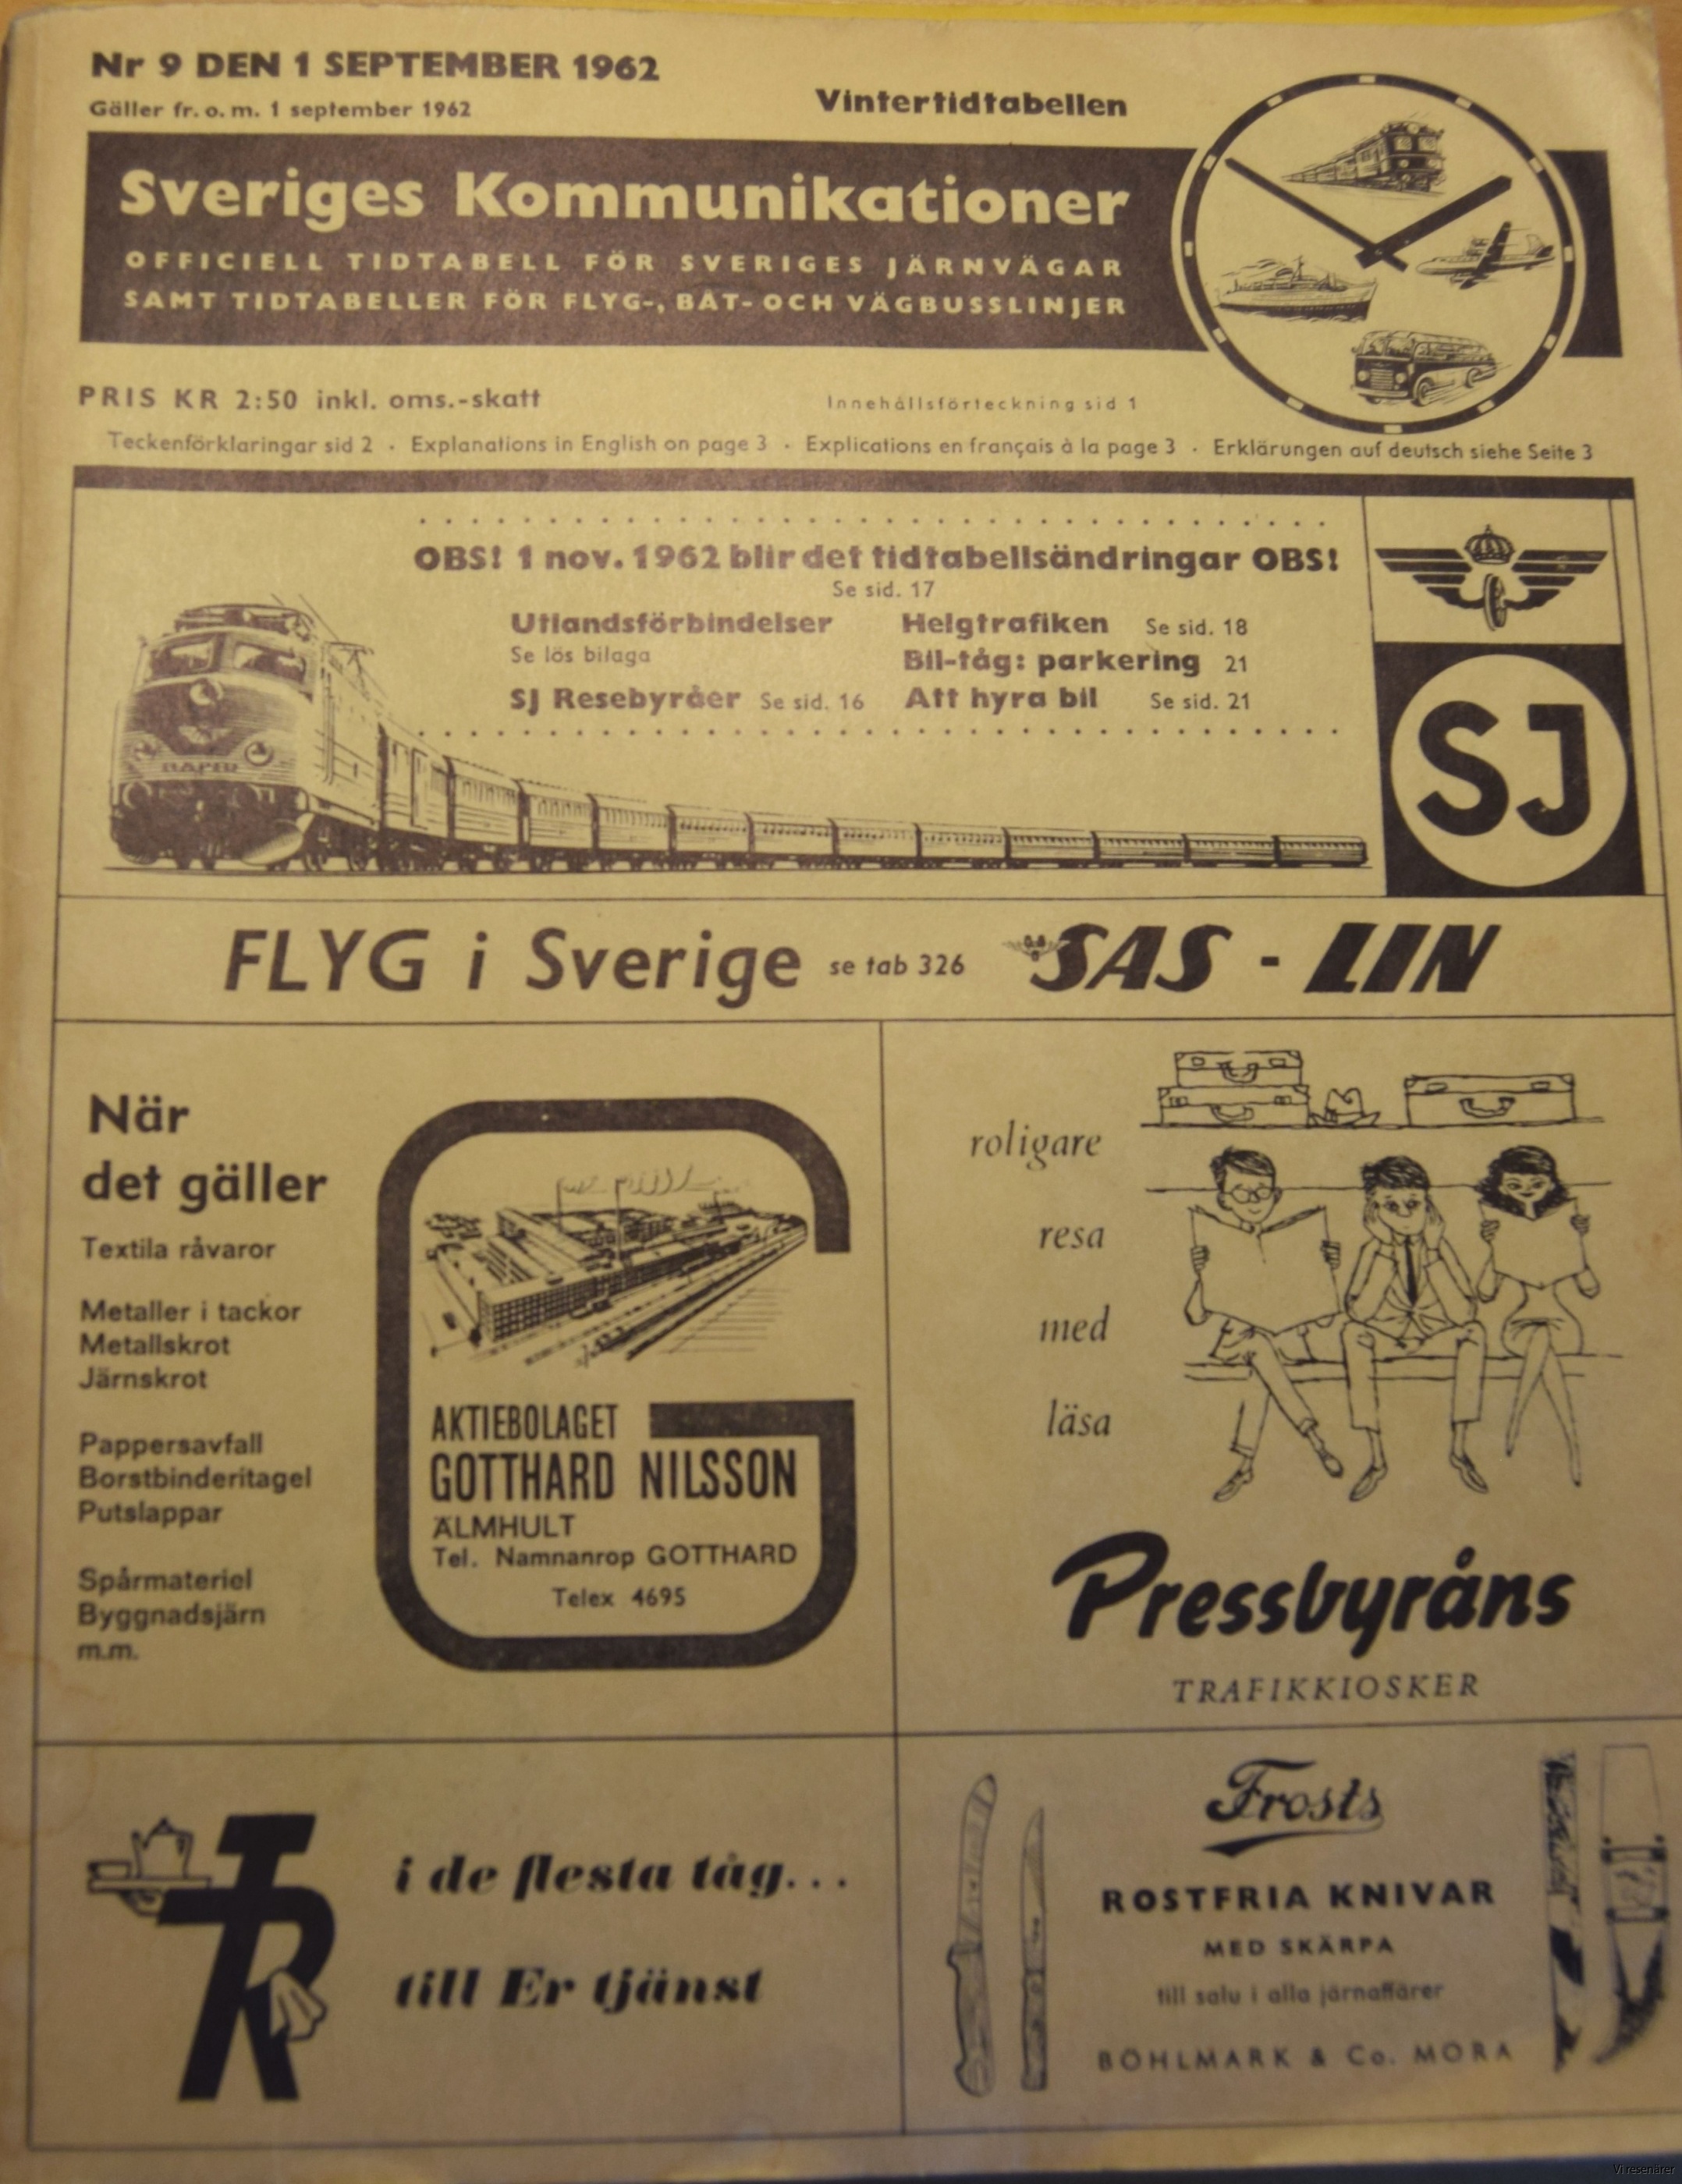 Nr 9 DEN 1 SEPTEMBER 1962
Gäller fr. o. m. 1 september 1962
Vintertidtabellen
Sveriges Kommunikationer
OFFICIELL TIDTABELL FÖR SVERIGES JÄRNVÄGAR
SAMT TIDTABELLER FÖR FLYG-, BÅT- OCH VÄGBUSSLINJER
PRIS KR 2:50 inkl. oms.-skatt
Innehållsförteckning sid 1
Teckenförklaringar sid 2 · Explanations in English on page 3 · Explications en français à la page 3 · Erklärungen auf deutsch siehe Seite 3
OBS! 1 nov. 1962 blir det tidtabellsändringar OBS!
Se sid. 17
Utlandsförbindelser
Se lös bilaga
SJ Resebyråer Se sid. 16
Helgtrafiken Se sid. 18
Bil-tåg: parkering 21
Att hyra bil Se sid. 21
RAPID
SJ
FLYG i Sverige se tab 326 SAS - LIN
När
det gäller
Textila råvaror
Metaller i tackor
Metallskrot
Järnskrot
Pappersavfall
Borstbinderitagel
Putslappar
Spårmateriel
Byggnadsjärn
m.m.
AKTIEBOLAGET
GOTTHARD NILSSON
ÄLMHULT
Tel. Namnanrop GOTTHARD
Telex 4695
roligare
resa
med
läsa
Pressbyråns
TRAFIKKIOSKER
TR
i de flesta tåg...
till Er tjänst
Frosts
ROSTFRIA KNIVAR
MED SKÄRPA
till salu i alla järnaffärer
BÖHLMARK & Co. MORA
Vi resenärer